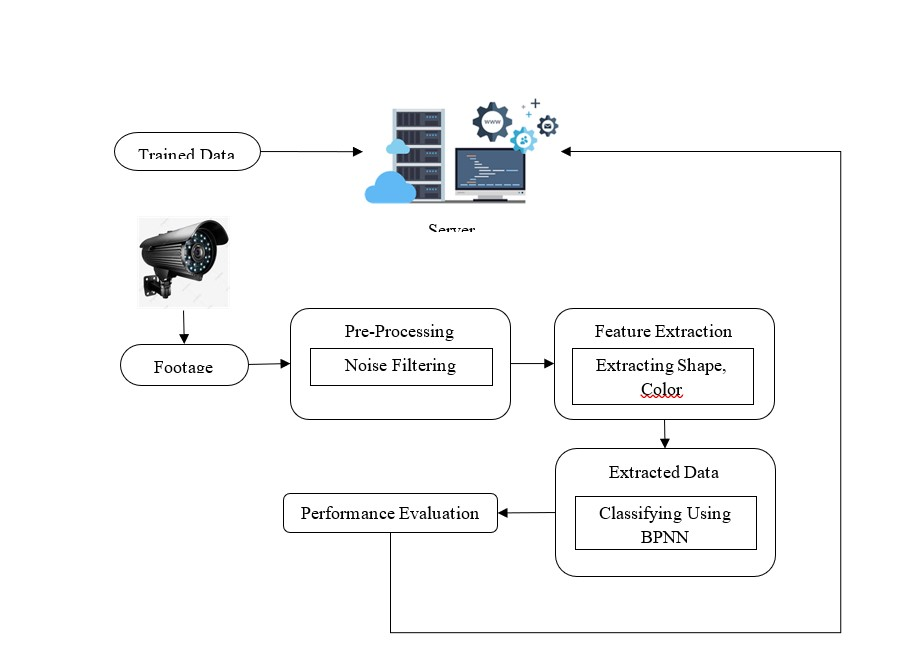 Trained Data
www
Server
Footage
Pre-Processing
Noise Filtering
Feature Extraction
Extracting Shape,
Color
Extracted Data
Classifying Using
BPNN
Performance Evaluation